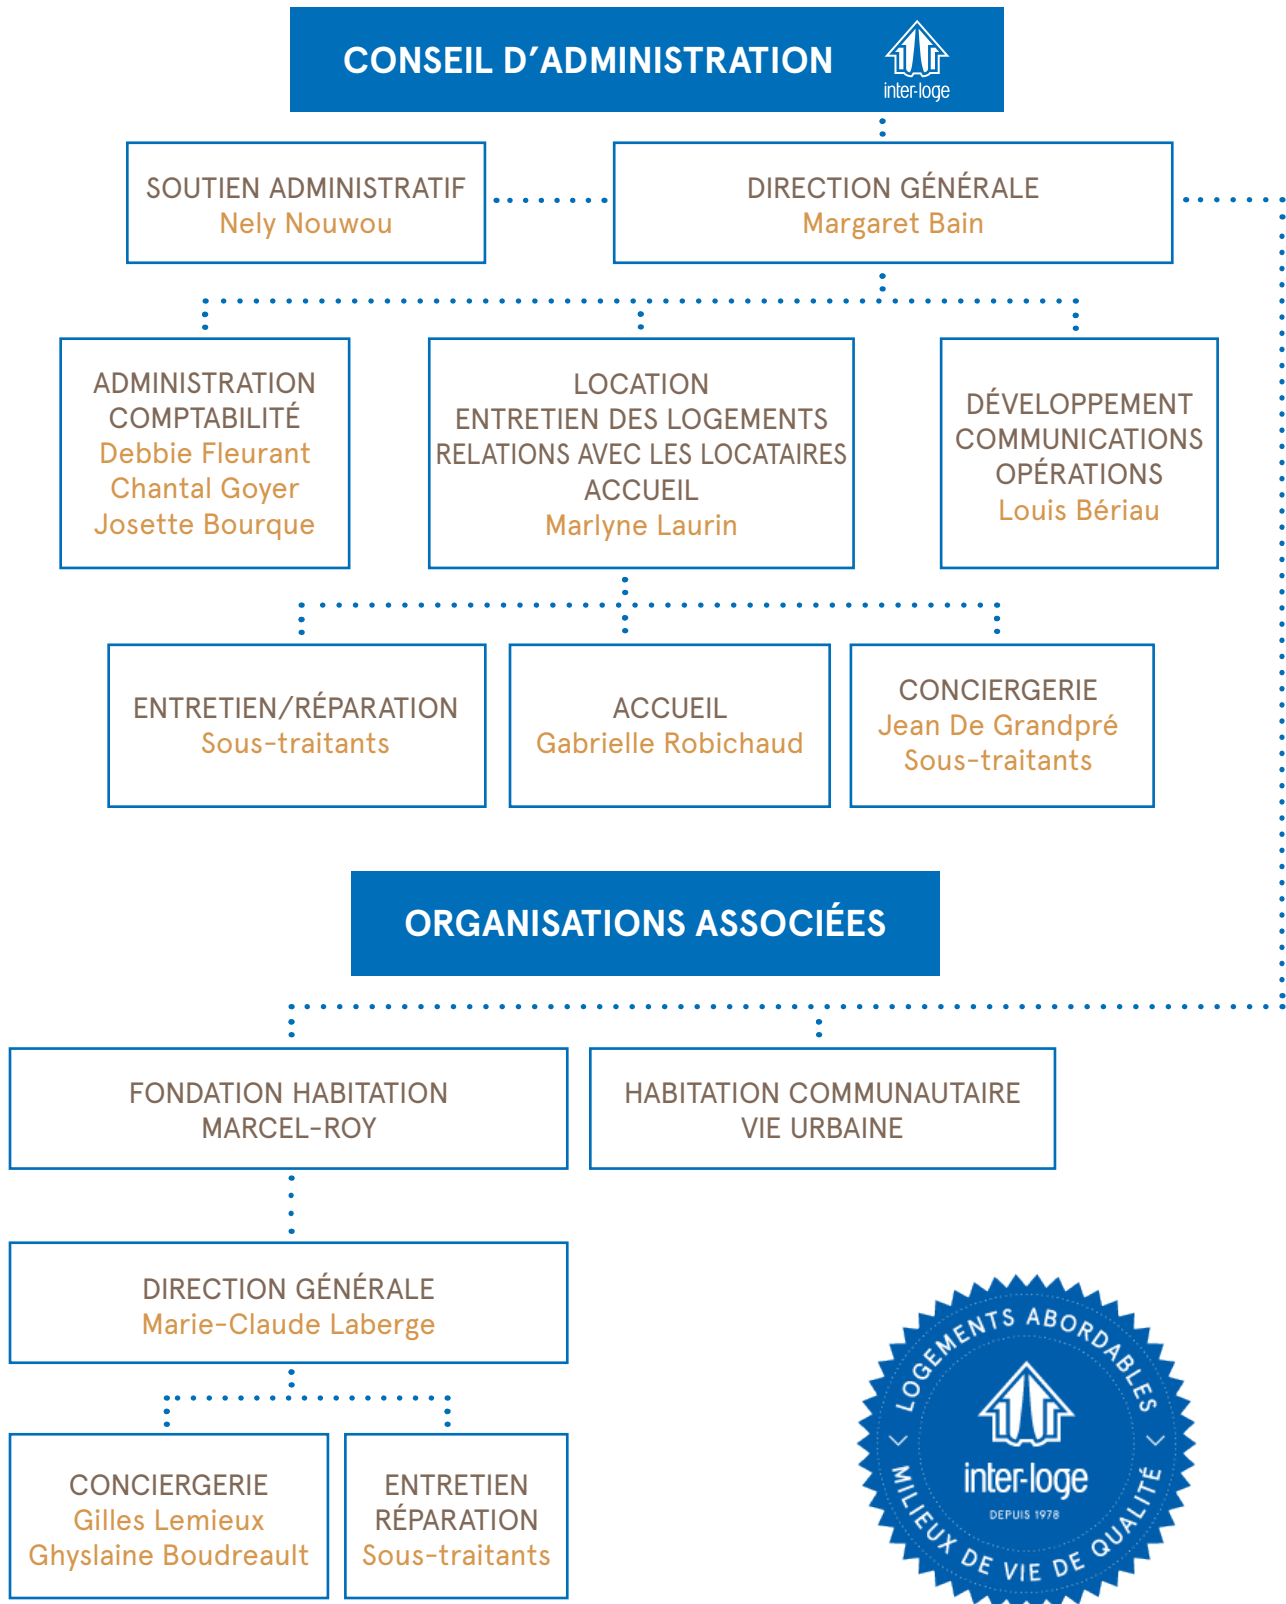 CONSEIL D'ADMINISTRATION
inter-loge
SOUTIEN ADMINISTRATIF
Nely Nouwou
DIRECTION GÉNÉRALE
Margaret Bain
ADMINISTRATION
COMPTABILITÉ
Debbie Fleurant
Chantal Goyer
Josette Bourque
LOCATION
ENTRETIEN DES LOGEMENTS
RELATIONS AVEC LES LOCATAIRES
ACCUEIL
Marlyne Laurin
DÉVELOPPEMENT
COMMUNICATIONS
OPÉRATIONS
Louis Bériau
ENTRETIEN/RÉPARATION
Sous-traitants
ACCUEIL
Gabrielle Robichaud
CONCIERGERIE
Jean De Grandpré
Sous-traitants
ORGANISATIONS ASSOCIÉES
FONDATION HABITATION
MARCEL-ROY
HABITATION COMMUNAUTAIRE
VIE URBAINE
DIRECTION GÉNÉRALE
Marie-Claude Laberge
CONCIERGERIE
Gilles Lemieux
Ghyslaine Boudreault
ENTRETIEN
RÉPARATION
Sous-traitants
LOGEMENTS ABORDABLES
inter-loge
DEPUIS 1978
MILIEUX DE VIE DE QUALITÉ